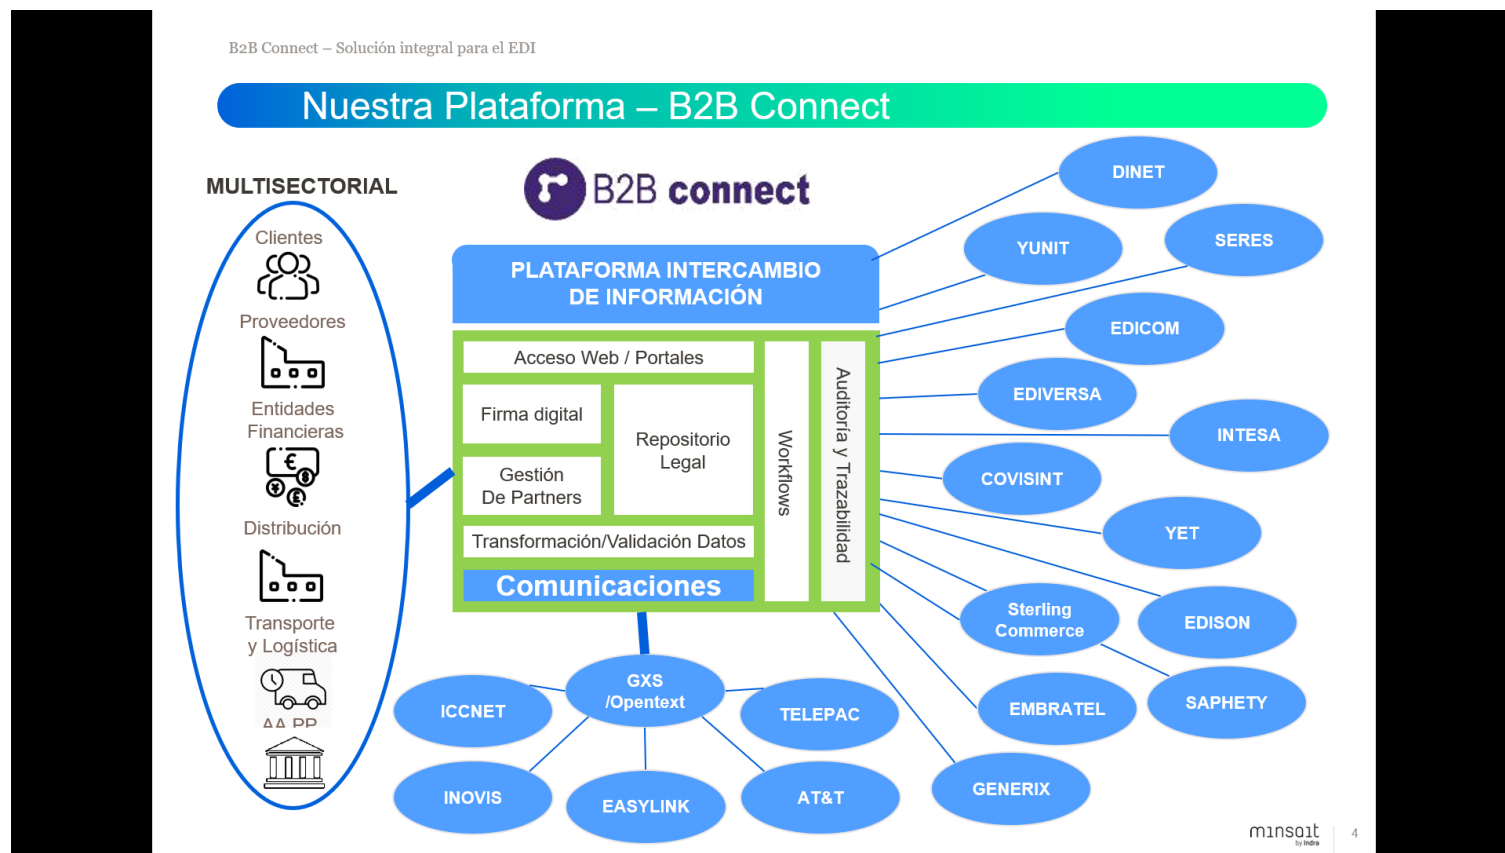 B2B Connect – Solución integral para el EDI
Nuestra Plataforma – B2B Connect
MULTISECTORIAL
Clientes
Proveedores
Entidades
Financieras
Distribución
Transporte
y Logística
AA PP
B2B connect
PLATAFORMA INTERCAMBIO
DE INFORMACIÓN
Acceso Web / Portales
Firma digital
Gestión
De Partners
Repositorio
Legal
Transformación/Validación Datos
Comunicaciones
Workflows
Auditoría y Trazabilidad
DINET
YUNIT
SERES
EDICOM
EDIVERSA
INTESA
COVISINT
YET
Sterling
Commerce
EDISON
SAPHETY
EMBRATEL
GENERIX
GXS
/Opentext
ICCNET
TELEPAC
INOVIS
EASYLINK
AT&T
minsait
by Indra
4